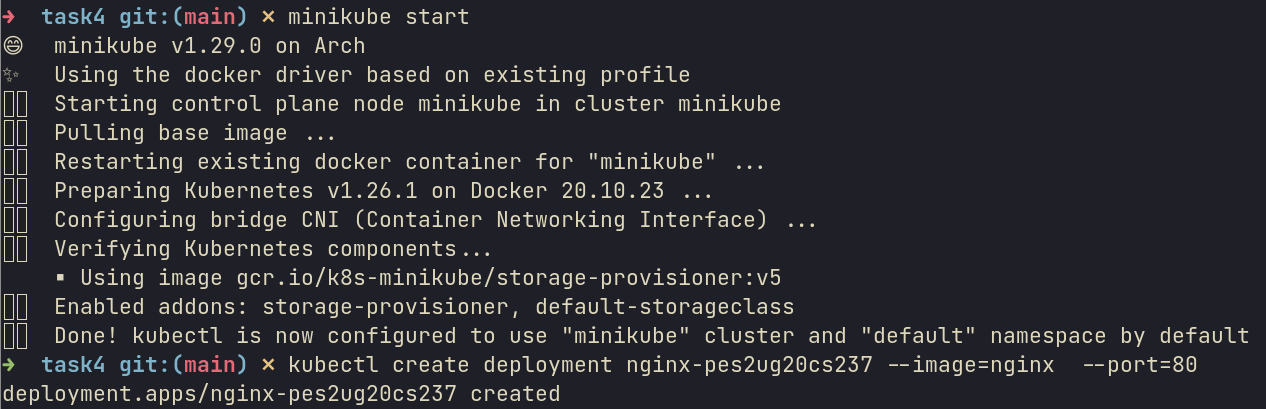 ➜  task4 git:(main) ✗ minikube start
😄  minikube v1.29.0 on Arch
✨  Using the docker driver based on existing profile
Starting control plane node minikube in cluster minikube
Pulling base image ...
Restarting existing docker container for "minikube" ...
Preparing Kubernetes v1.26.1 on Docker 20.10.23 ...
Configuring bridge CNI (Container Networking Interface) ...
Verifying Kubernetes components...
▪ Using image gcr.io/k8s-minikube/storage-provisioner:v5
Enabled addons: storage-provisioner, default-storageclass
Done! kubectl is now configured to use "minikube" cluster and "default" namespace by default
➜  task4 git:(main) ✗ kubectl create deployment nginx-pes2ug20cs237 --image=nginx  --port=80
deployment.apps/nginx-pes2ug20cs237 created